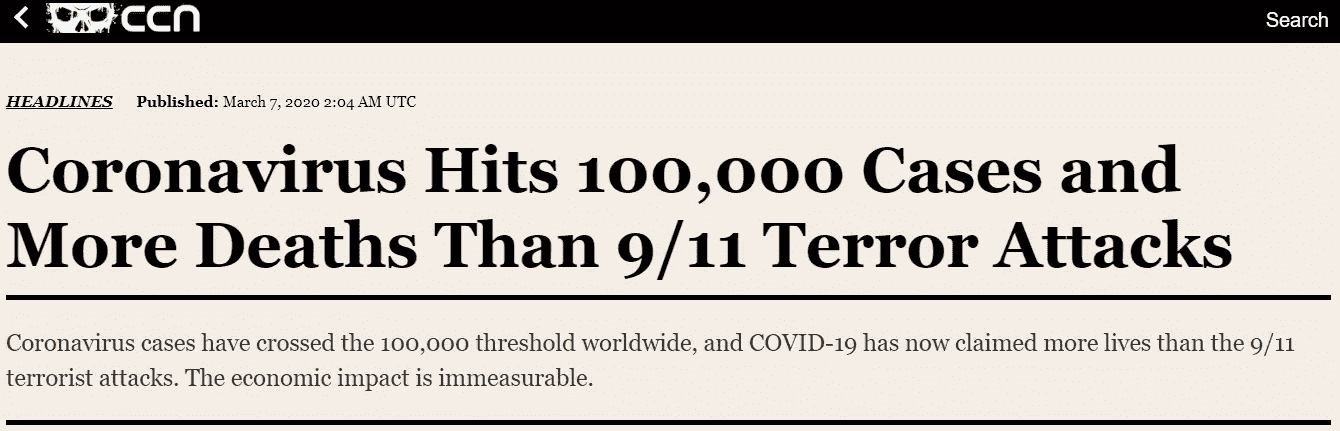 ccn
Search
HEADLINES Published: March 7, 2020 2:04 AM UTC
Coronavirus Hits 100,000 Cases and
More Deaths Than 9/11 Terror Attacks
Coronavirus cases have crossed the 100,000 threshold worldwide, and COVID-19 has now claimed more lives than the 9/11
terrorist attacks. The economic impact is immeasurable.